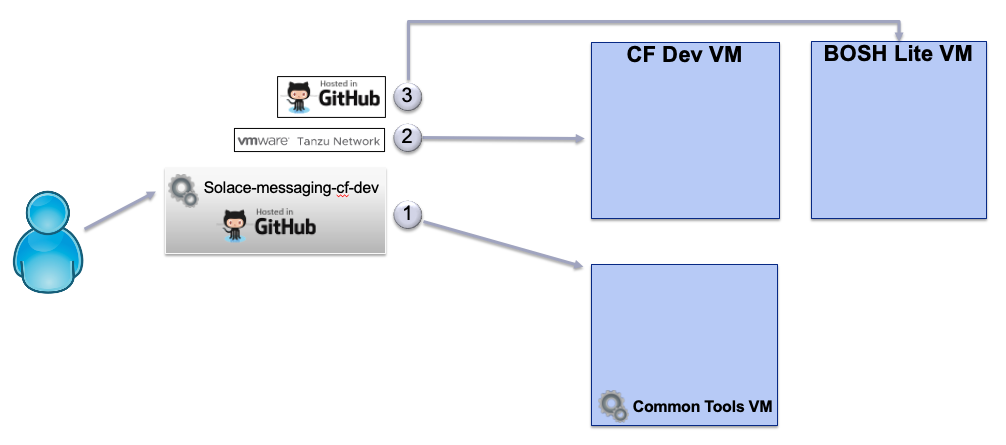 CF Dev VM
BOSH Lite VM
Hosted in
GitHub
3
vmware® Tanzu Network
2
Solace-messaging-cf-dev
Hosted in
GitHub
1
Common Tools VM